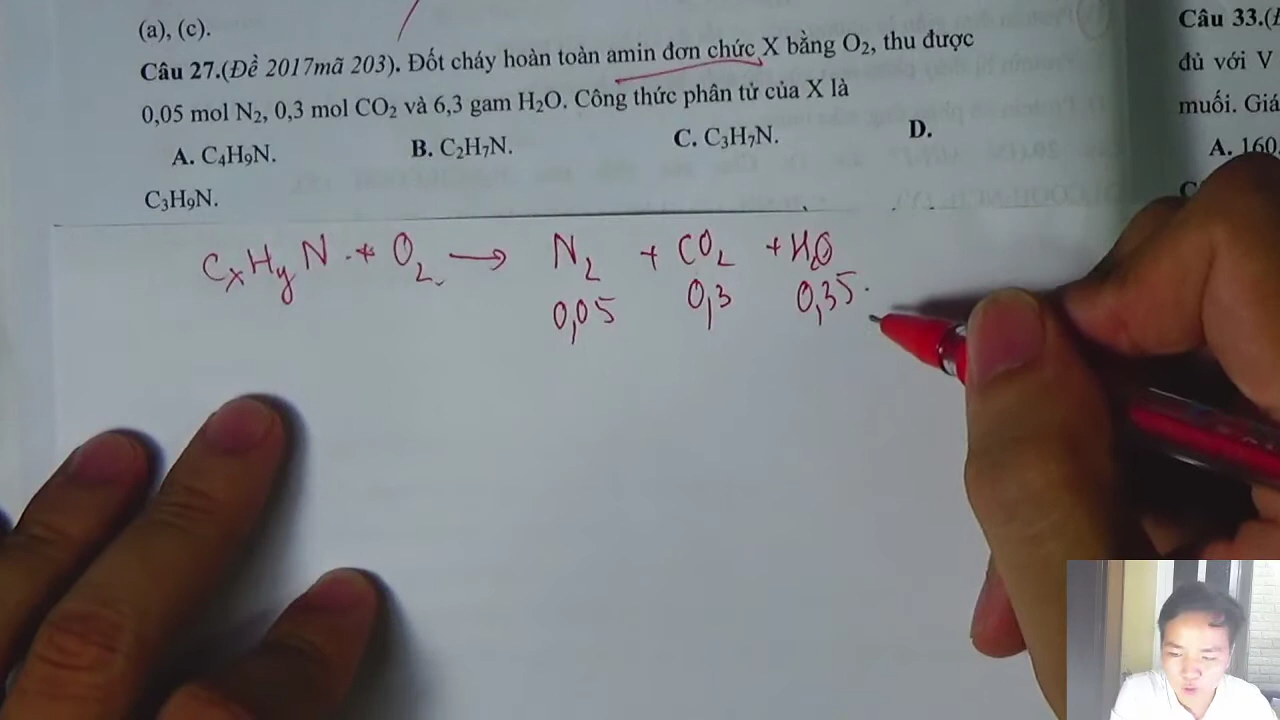 (a), (c).
Câu 27.(Đề 2017mã 203). Đốt cháy hoàn toàn amin đơn chức X bằng O₂, thu được
0,05 mol N₂, 0,3 mol CO₂ và 6,3 gam H₂O. Công thức phân tử của X là
A. C₄H₉N. B. C₂H₇N. C. C₃H₇N. D.
C₃H₉N.
CₓHᵧN + O₂ → N₂ + CO₂ + H₂O
0,05 0,3 0,35
Câu 33.(
đủ với V
muối. Giá
A. 160